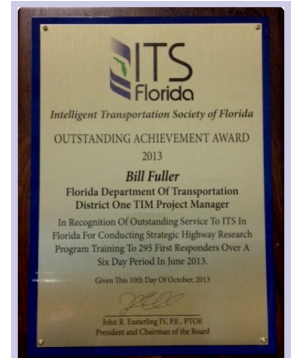 ITS
Florida
Intelligent Transportation Society of Florida
OUTSTANDING ACHIEVEMENT AWARD
2013
Bill Fuller
Florida Department Of Transportation
District One TIM Project Manager
In Recognition Of Outstanding Service To ITS In
Florida For Conducting Strategic Highway Research
Program Training To 295 First Responders Over A
Six Day Period In June 2013.
Given This 10th Day Of October, 2013
John R. Easterling IV, P.E., PTOE
President and Chairman of the Board